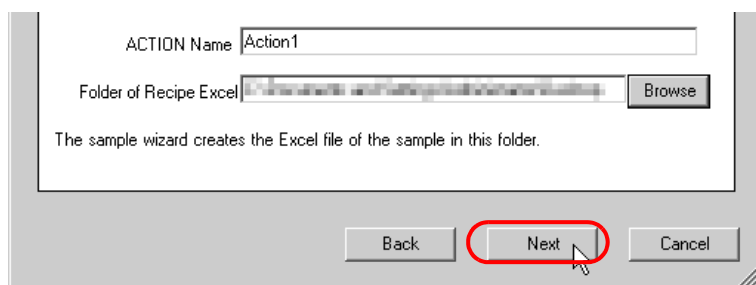 ACTION Name Action1
Folder of Recipe Excel Browse
The sample wizard creates the Excel file of the sample in this folder.
Back Next Cancel